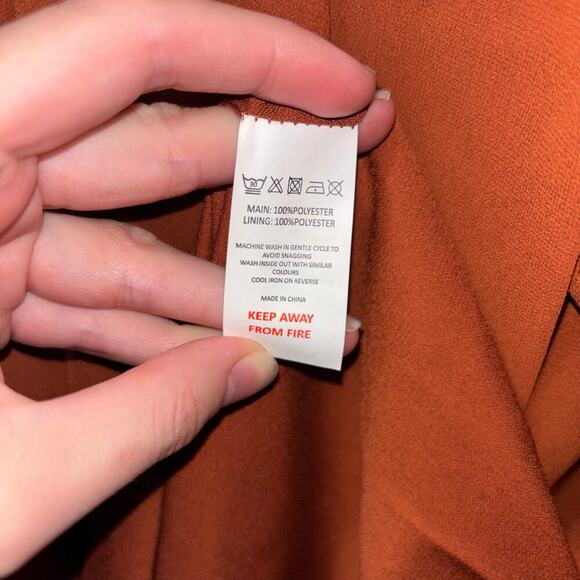 30
MAIN: 100%POLYESTER
LINING: 100%POLYESTER
MACHINE WASH IN GENTLE CYCLE TO
AVOID SNAGGING
WASH INSIDE OUT WITH SIMILAR
COLOURS
COOL IRON ON REVERSE
MADE IN CHINA
KEEP AWAY
FROM FIRE